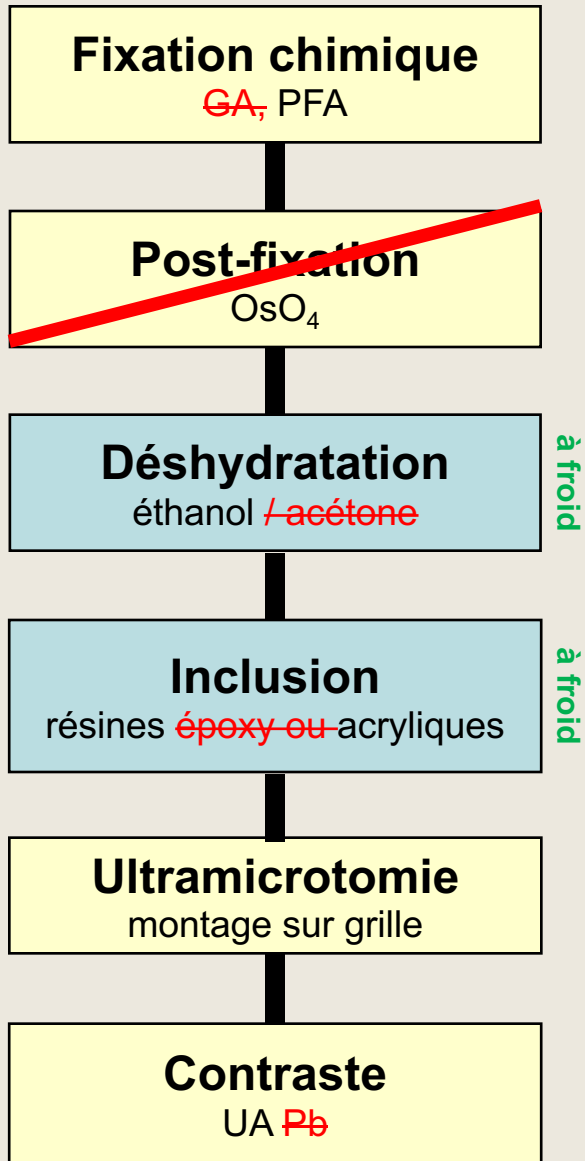 Fixation chimique
GA, PFA
Post-fixation
OsO₄
Déshydratation
éthanol / acétone
à froid
Inclusion
résines époxy ou acryliques
à froid
Ultramicrotomie
montage sur grille
Contraste
UA Pb